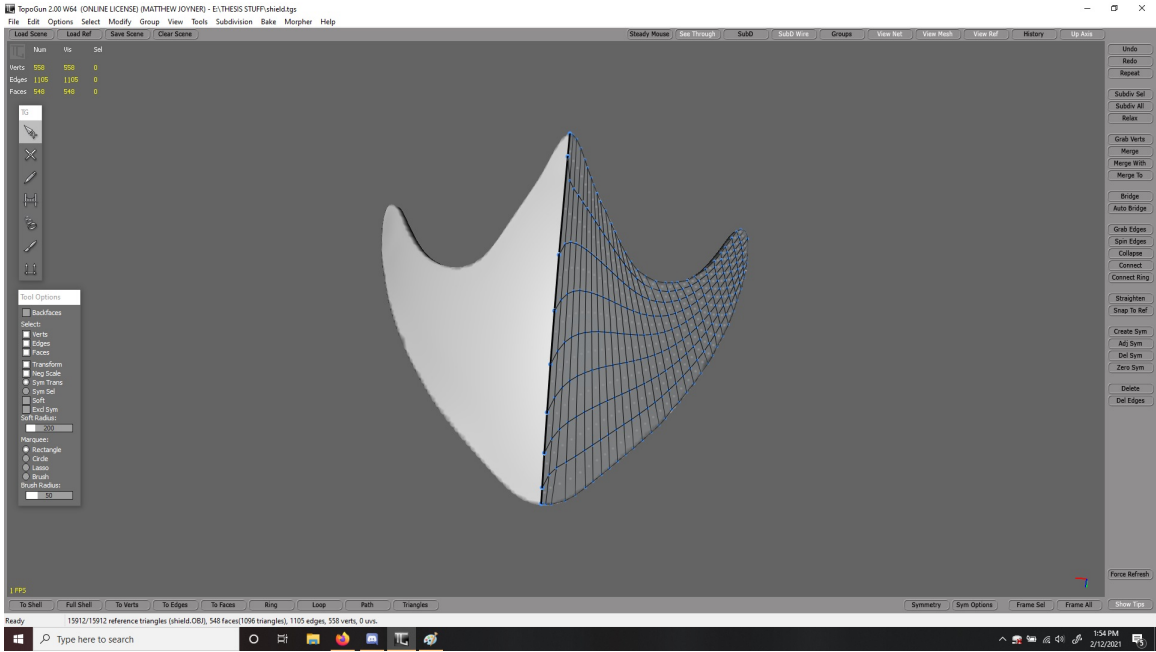 TopoGun 2.00 W64 (ONLINE LICENSE) (MATTHEW JOYNER) - E:\THESIS STUFF\shield.tgs
File Edit Options Select Modify Group View Tools Subdivision Bake Morpher Help
Load Scene Load Ref Save Scene Clear Scene Steady Mouse See Through SubD SubD Wire Groups View Net View Mesh View Ref History Up Axis
Num Vis Sel
Verts 558 558 0
Edges 1105 1105 0
Faces 548 548 0
TG
Tool Options
Backfaces
Select:
Verts
Edges
Faces
Transform
Neg Scale
Sym Trans
Sym Sel
Soft
Excl Sym
Soft Radius:
200
Marquee:
Rectangle
Circle
Lasso
Brush
Brush Radius:
50
Undo
Redo
Repeat
Subdiv Sel
Subdiv All
Relax
Grab Verts
Merge
Merge With
Merge To
Bridge
Auto Bridge
Grab Edges
Spin Edges
Collapse
Connect
Connect Ring
Straighten
Snap To Ref
Create Sym
Adj Sym
Del Sym
Zero Sym
Delete
Del Edges
Force Refresh
1 FPS
To Shell Full Shell To Verts To Edges To Faces Ring Loop Path Triangles Symmetry Sym Options Frame Sel Frame All Show Tips
Ready 15912/15912 reference triangles (shield.OBJ), 548 faces(1096 triangles), 1105 edges, 558 verts, 0 uvs.
Type here to search
1:54 PM
2/12/2021